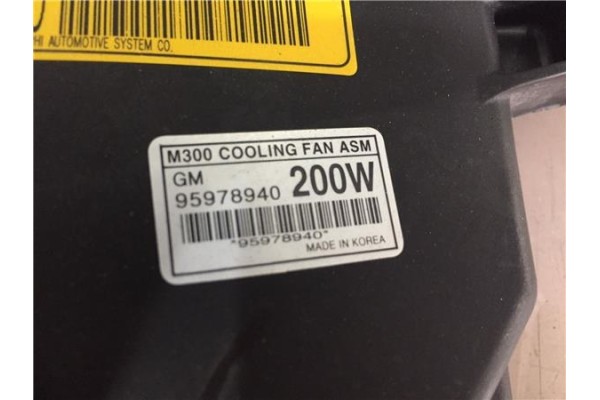 AUTOMOTIVE SYSTEM CO.
M300 COOLING FAN ASM
GM
95978940 200W
*95978940*
MADE IN KOREA